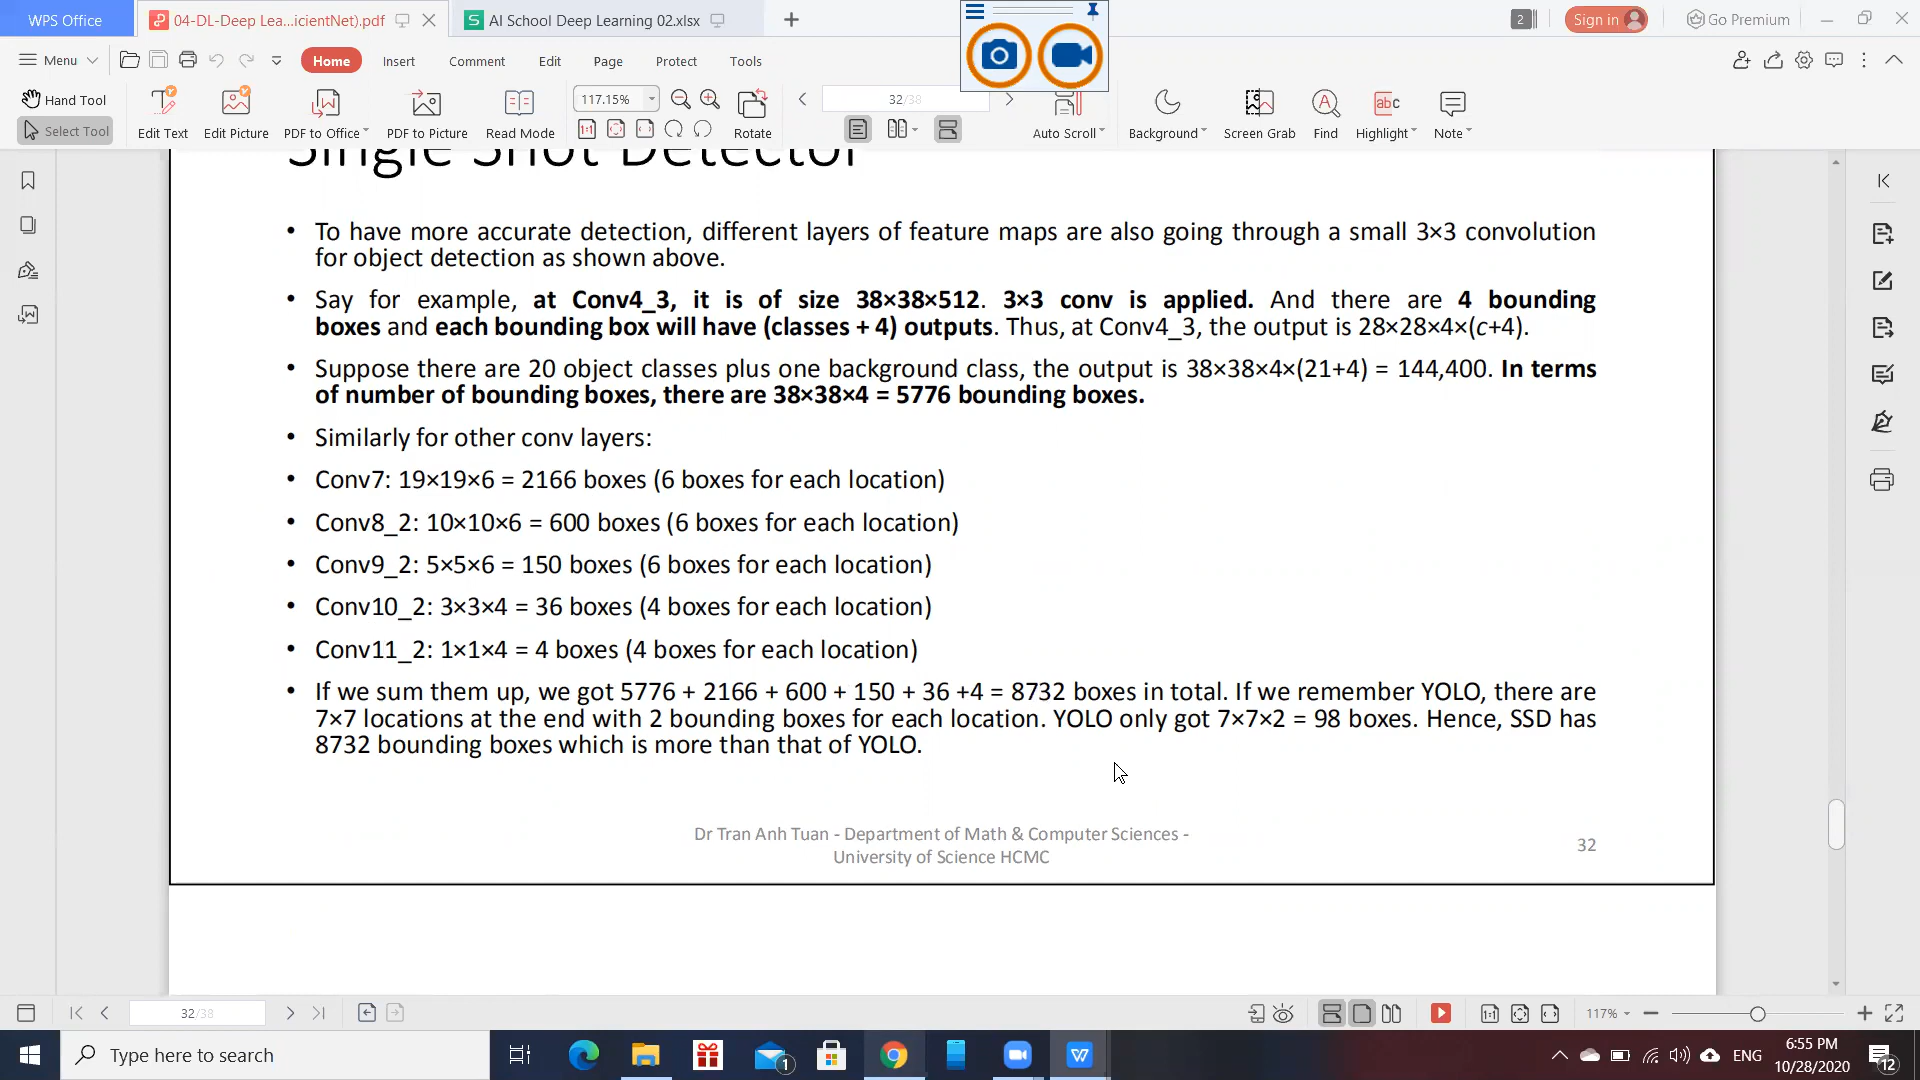 WPS Office
04-DL-Deep Lea...icientNet).pdf
AI School Deep Learning 02.xlsx
2
Sign in
Go Premium
Menu
Home
Insert
Comment
Edit
Page
Protect
Tools
Hand Tool
Select Tool
Edit Text
Edit Picture
PDF to Office
PDF to Picture
Read Mode
117.15%
Rotate
32/38
Auto Scroll
Background
Screen Grab
Find
Highlight
Note
Single Shot Detector
• To have more accurate detection, different layers of feature maps are also going through a small 3×3 convolution
for object detection as shown above.
• Say for example, at Conv4_3, it is of size 38×38×512. 3×3 conv is applied. And there are 4 bounding
boxes and each bounding box will have (classes + 4) outputs. Thus, at Conv4_3, the output is 28×28×4×(c+4).
• Suppose there are 20 object classes plus one background class, the output is 38×38×4×(21+4) = 144,400. In terms
of number of bounding boxes, there are 38×38×4 = 5776 bounding boxes.
• Similarly for other conv layers:
• Conv7: 19×19×6 = 2166 boxes (6 boxes for each location)
• Conv8_2: 10×10×6 = 600 boxes (6 boxes for each location)
• Conv9_2: 5×5×6 = 150 boxes (6 boxes for each location)
• Conv10_2: 3×3×4 = 36 boxes (4 boxes for each location)
• Conv11_2: 1×1×4 = 4 boxes (4 boxes for each location)
• If we sum them up, we got 5776 + 2166 + 600 + 150 + 36 +4 = 8732 boxes in total. If we remember YOLO, there are
7×7 locations at the end with 2 bounding boxes for each location. YOLO only got 7×7×2 = 98 boxes. Hence, SSD has
8732 bounding boxes which is more than that of YOLO.
Dr Tran Anh Tuan - Department of Math & Computer Sciences -
University of Science HCMC
32
32/38
117%
Type here to search
1
ENG
6:55 PM
10/28/2020
12